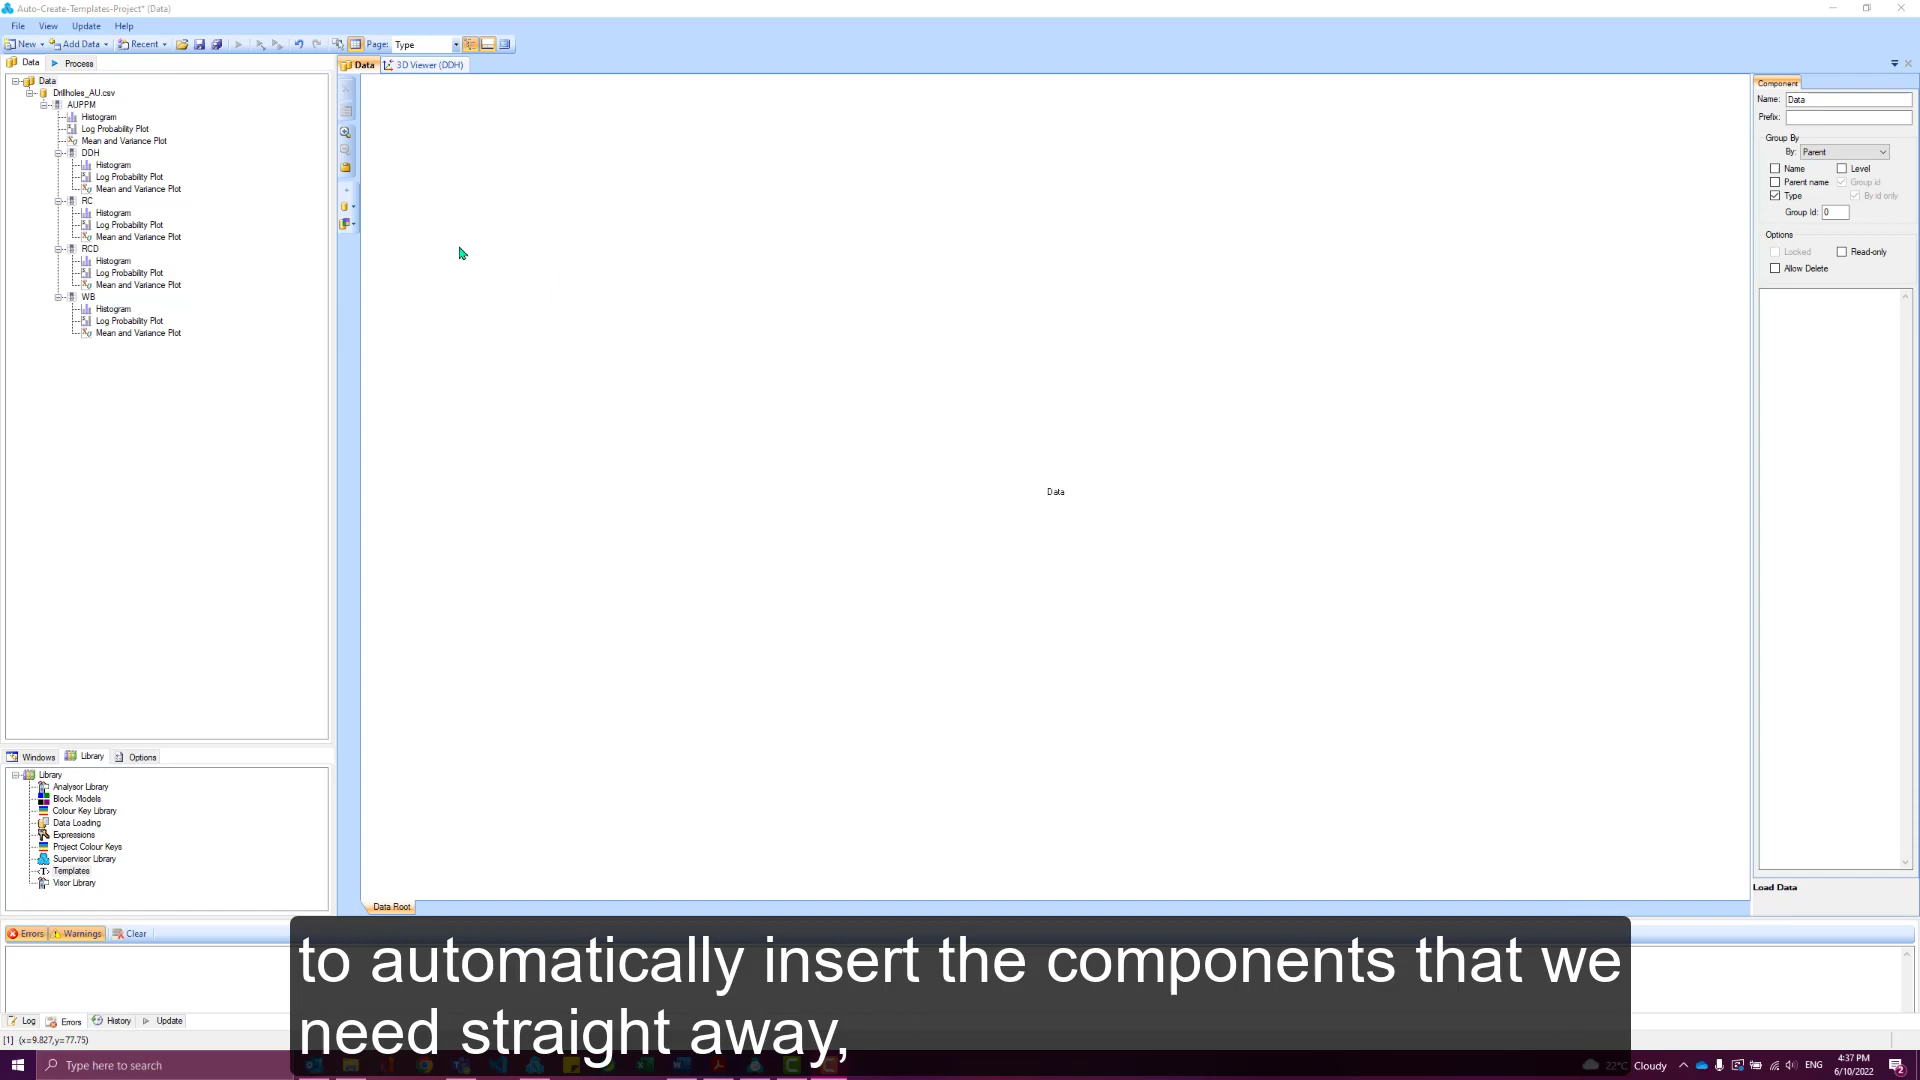 Auto-Create-Templates-Project* (Data)
File View Update Help
New Add Data Recent Page: Type
Data Process
Data 3D Viewer (DDH)
Data
Drillholes_AU.csv
AUPPM
Histogram
Log Probability Plot
Mean and Variance Plot
DDH
Histogram
Log Probability Plot
Mean and Variance Plot
RC
Histogram
Log Probability Plot
Mean and Variance Plot
RCD
Histogram
Log Probability Plot
Mean and Variance Plot
WB
Histogram
Log Probability Plot
Mean and Variance Plot
Data
Component
Name: Data
Prefix:
Group By
By: Parent
Name Level
Parent name Group id
Type By id only
Group Id: 0
Options
Locked Read-only
Allow Delete
Load Data
Windows Library Options
Library
Analysor Library
Block Models
Colour Key Library
Data Loading
Expressions
Project Colour Keys
Supervisor Library
Templates
Visor Library
Data Root
Errors Warnings Clear
to automatically insert the components that we
need straight away,
Log Errors History Update
[1] (x=9.827,y=77.75)
Type here to search
22°C Cloudy ENG
4:37 PM
6/10/2022
2